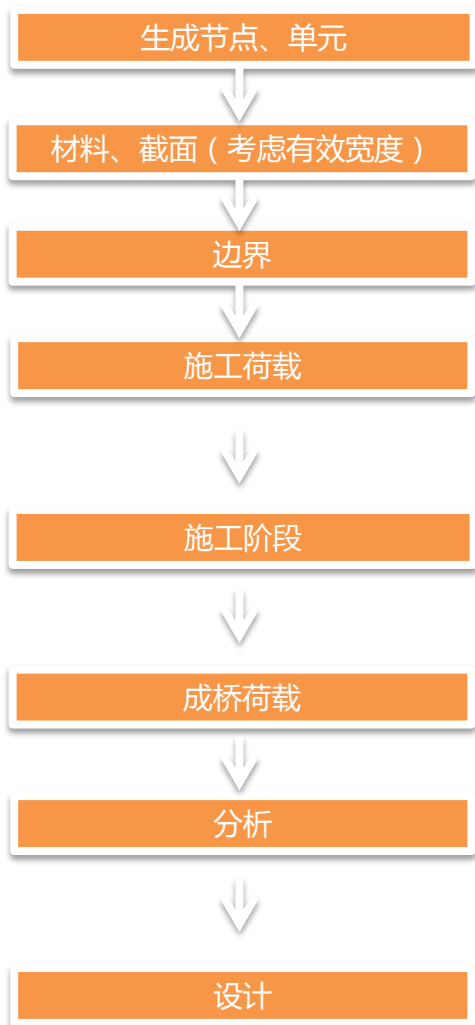 生成节点、单元
材料、截面（考虑有效宽度）
边界
施工荷载
施工阶段
成桥荷载
分析
设计